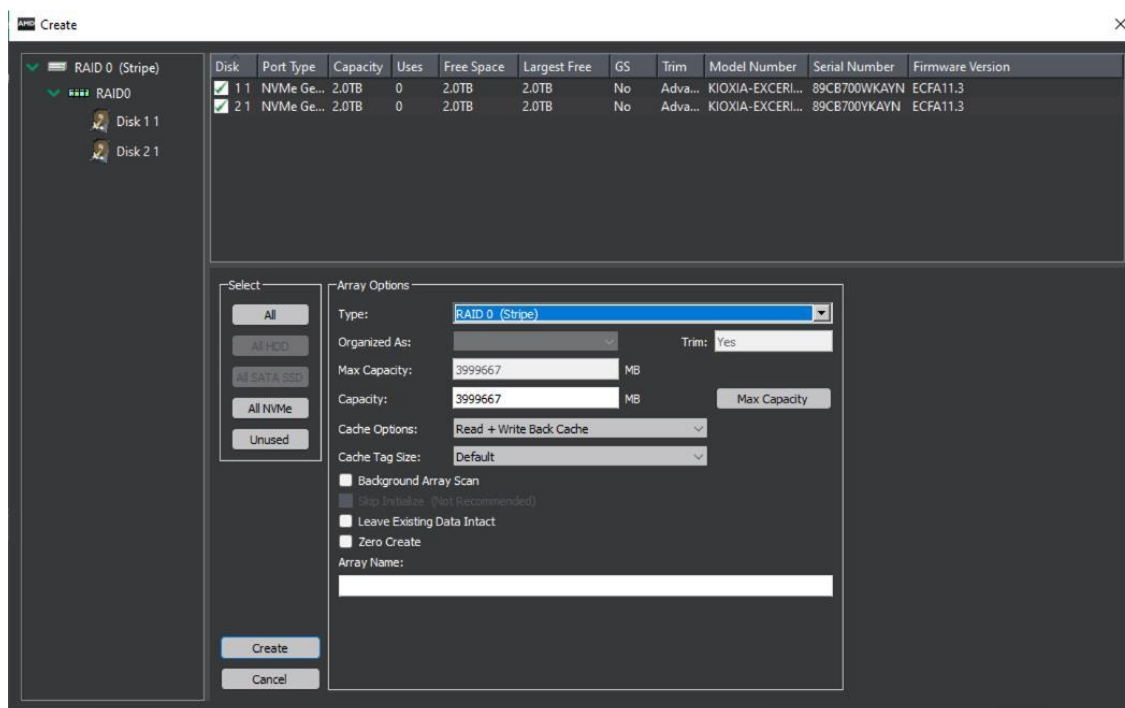 AMD Create
RAID 0 (Stripe)
RAID0
Disk 1 1
Disk 2 1
Disk Port Type Capacity Uses Free Space Largest Free GS Trim Model Number Serial Number Firmware Version
1 1 NVMe Ge... 2.0TB 0 2.0TB 2.0TB No Adva... KIOXIA-EXCERI... 89CB700WKAYN ECFA11.3
2 1 NVMe Ge... 2.0TB 0 2.0TB 2.0TB No Adva... KIOXIA-EXCERI... 89CB700YKAYN ECFA11.3
Select
All
All HDD
All SATA SSD
All NVMe
Unused
Array Options
Type: RAID 0 (Stripe)
Organized As: Trim: Yes
Max Capacity: 3999667 MB
Capacity: 3999667 MB Max Capacity
Cache Options: Read + Write Back Cache
Cache Tag Size: Default
Background Array Scan
Skip Initialize (Not Recommended)
Leave Existing Data Intact
Zero Create
Array Name:
Create
Cancel